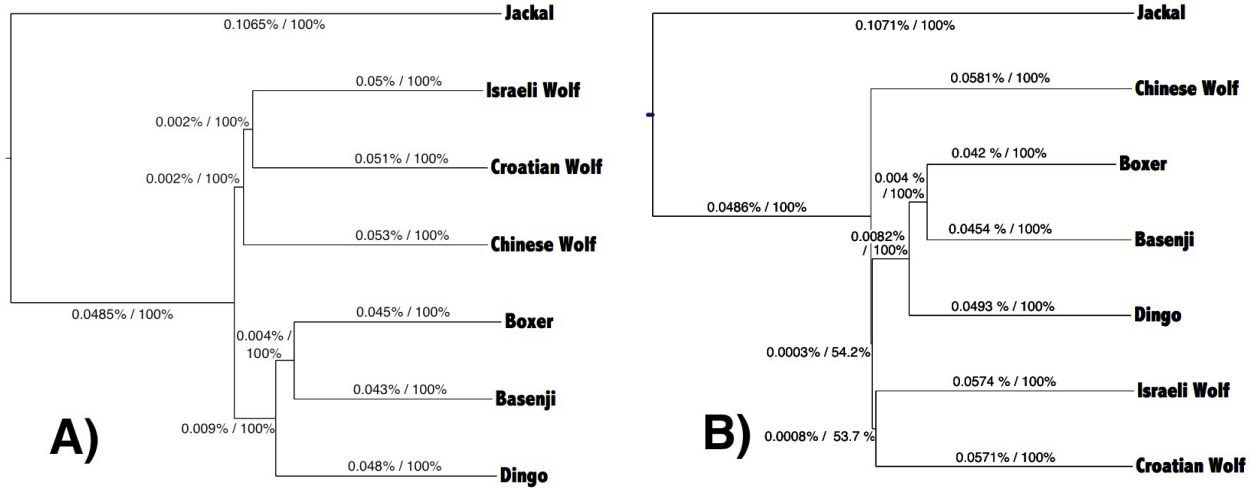 Jackal
0.1065% / 100%
0.05% / 100%
Israeli Wolf
0.002% / 100%
0.051% / 100%
Croatian Wolf
0.002% / 100%
0.053% / 100%
Chinese Wolf
0.0485% / 100%
0.045% / 100%
Boxer
0.004% /
100%
0.043% / 100%
Basenji
0.009% / 100%
0.048% / 100%
Dingo
A)
Jackal
0.1071% / 100%
0.0581% / 100%
Chinese Wolf
0.042 % / 100%
Boxer
0.004 %
/ 100%
0.0486% / 100%
0.0454 % / 100%
Basenji
0.0082%
/ 100%
0.0493 % / 100%
Dingo
0.0003% / 54.2%
0.0574 % / 100%
Israeli Wolf
0.0008% / 53.7 %
0.0571% / 100%
Croatian Wolf
B)